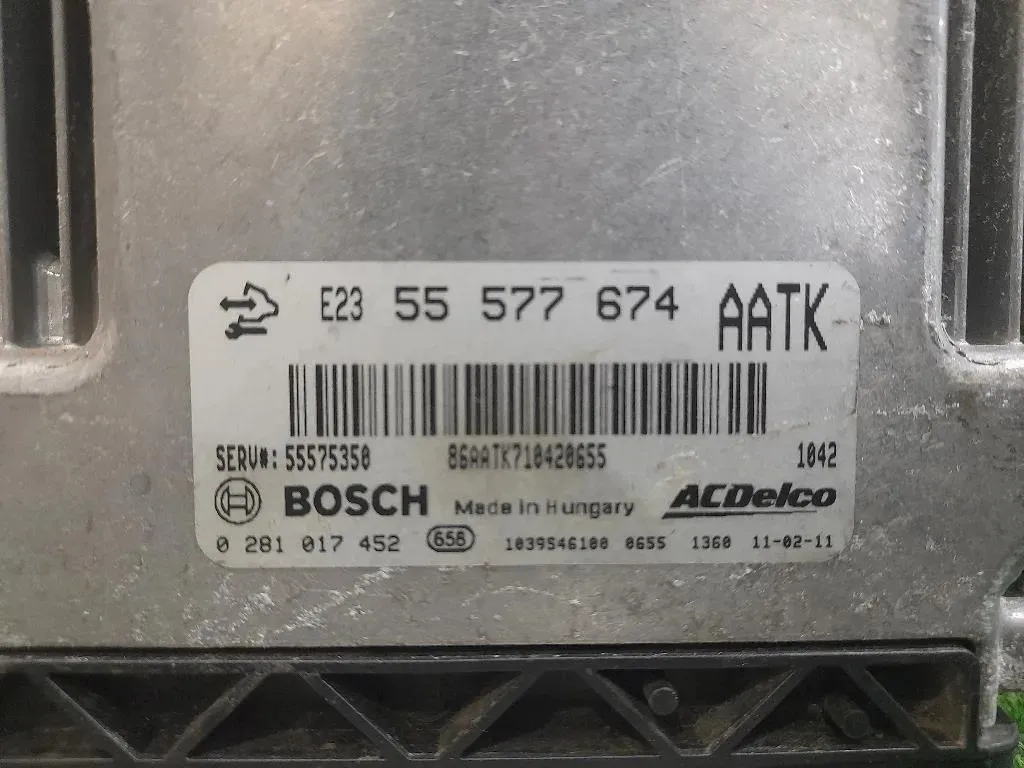 E23 55 577 674 AATK
SERV#: 55575350 86AATK710420655 1042
BOSCH Made in Hungary ACDelco
0 281 017 452 658 1039S46100 0655 1360 11-02-11